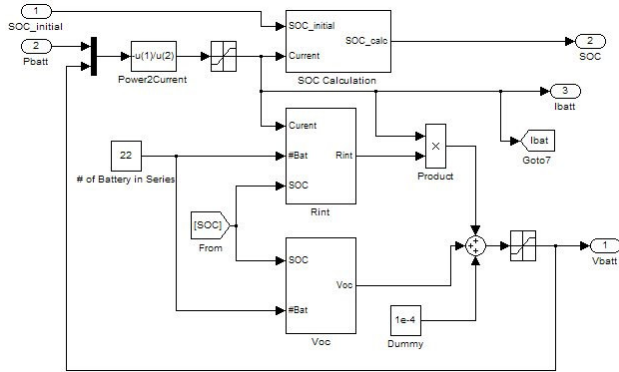 1
SOC_initial
2
Pbatt
-u(1)/u(2)
Power2Current
SOC_initial
Current
SOC_calc
SOC Calculation
2
SOC
3
Ibatt
Ibat
Goto7
22
# of Battery in Series
Curent
#Bat
SOC
Rint
Rint
×
Product
[SOC]
From
SOC
#Bat
Voc
Voc
1e-4
Dummy
+
+
+
1
Vbatt